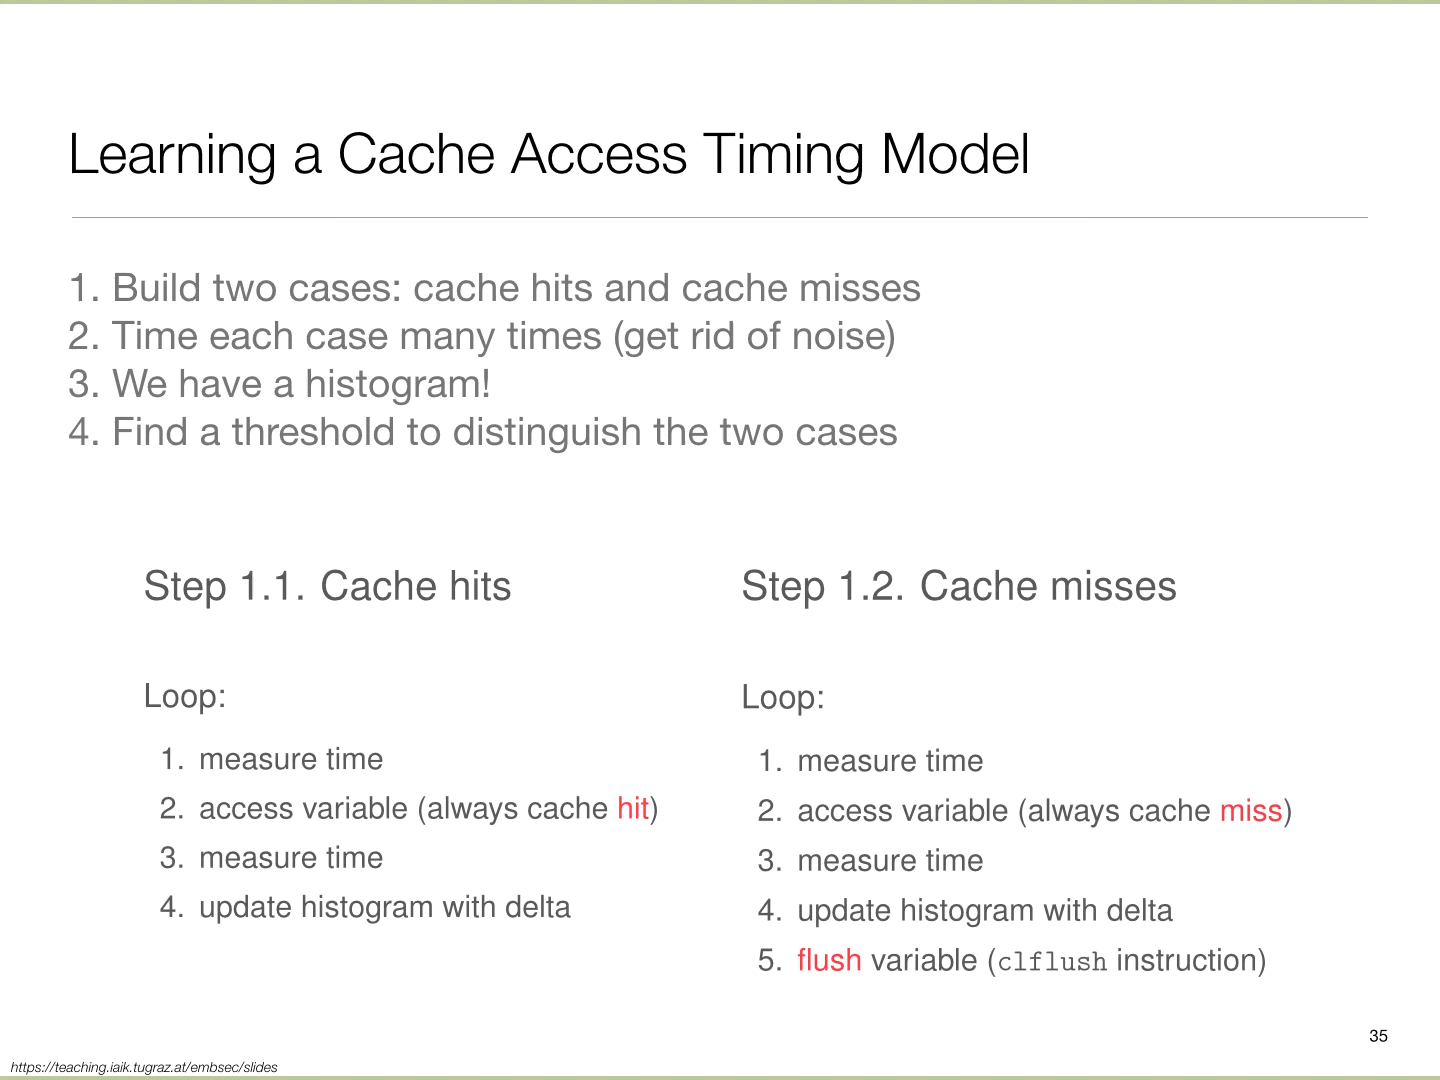 Learning a Cache Access Timing Model
1. Build two cases: cache hits and cache misses
2. Time each case many times (get rid of noise)
3. We have a histogram!
4. Find a threshold to distinguish the two cases
Step 1.1. Cache hits
Loop:
1. measure time
2. access variable (always cache hit)
3. measure time
4. update histogram with delta
Step 1.2. Cache misses
Loop:
1. measure time
2. access variable (always cache miss)
3. measure time
4. update histogram with delta
5. flush variable (clflush instruction)
35
https://teaching.iaik.tugraz.at/embsec/slides